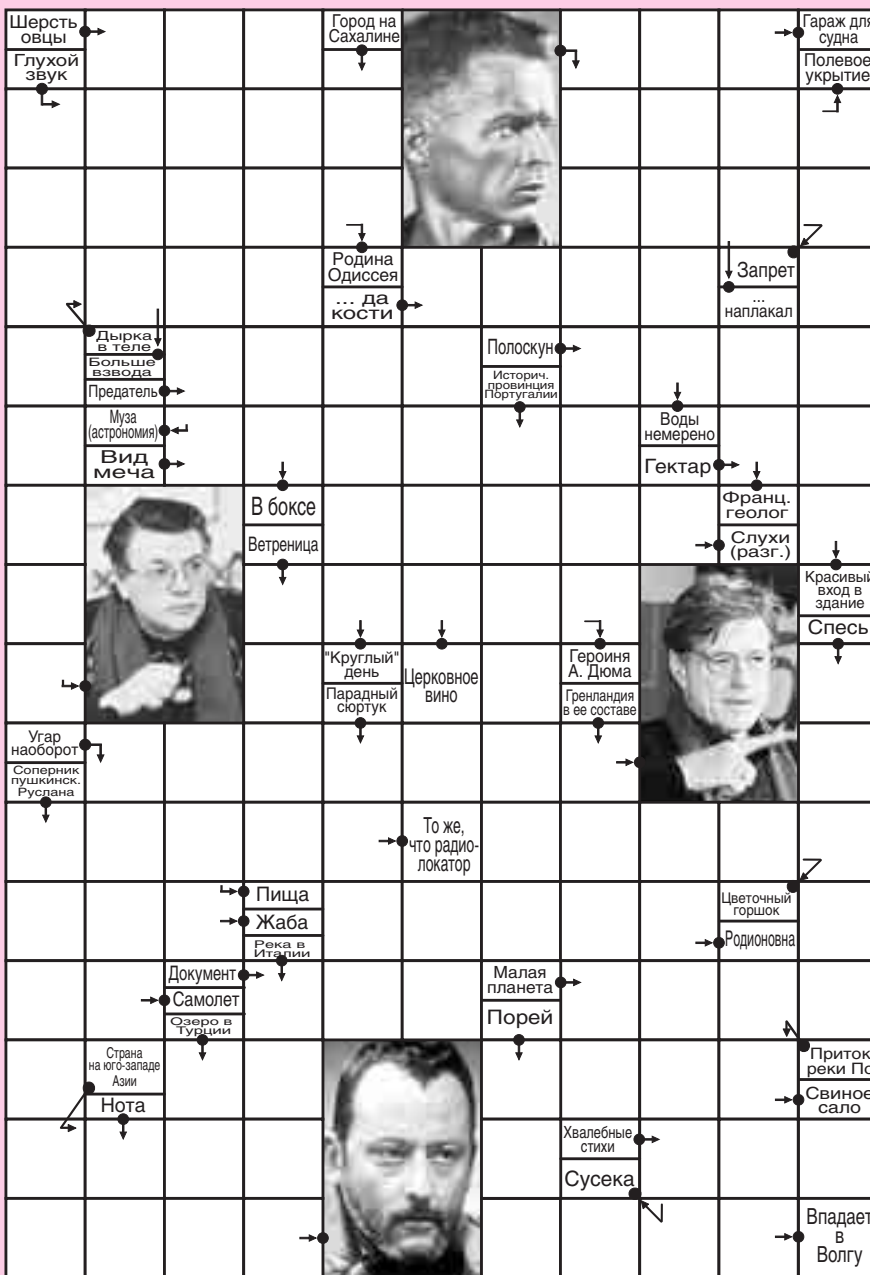 Шерсть
овцы
Глухой
звук
Город на
Сахалине
Гараж для
судна
Полевое
укрытие
Родина
Одиссея
... да
кости
Запрет
...
наплакал
Дырка
в теле
Больше
взвода
Предатель
Полоскун
Историч.
провинция
Португалии
Муза
(астрономия)
Вид
меча
Воды
немерено
Гектар
В боксе
Ветреница
Франц.
геолог
Слухи
(разг.)
Красивый
вход в
здание
Спесь
"Круглый"
день
Парадный
сюртук
Церковное
вино
Героиня
А. Дюма
Гренландия
в ее составе
Угар
наоборот
Соперник
пушкинск.
Руслана
То же,
что радио-
локатор
Пища
Жаба
Река в
Италии
Цветочный
горшок
Родионовна
Документ
Самолет
Озеро в
Турции
Малая
планета
Порей
Страна
на юго-западе
Азии
Нота
Приток
реки По
Свиное
сало
Хвалебные
стихи
Сусека
Впадает
в
Волгу